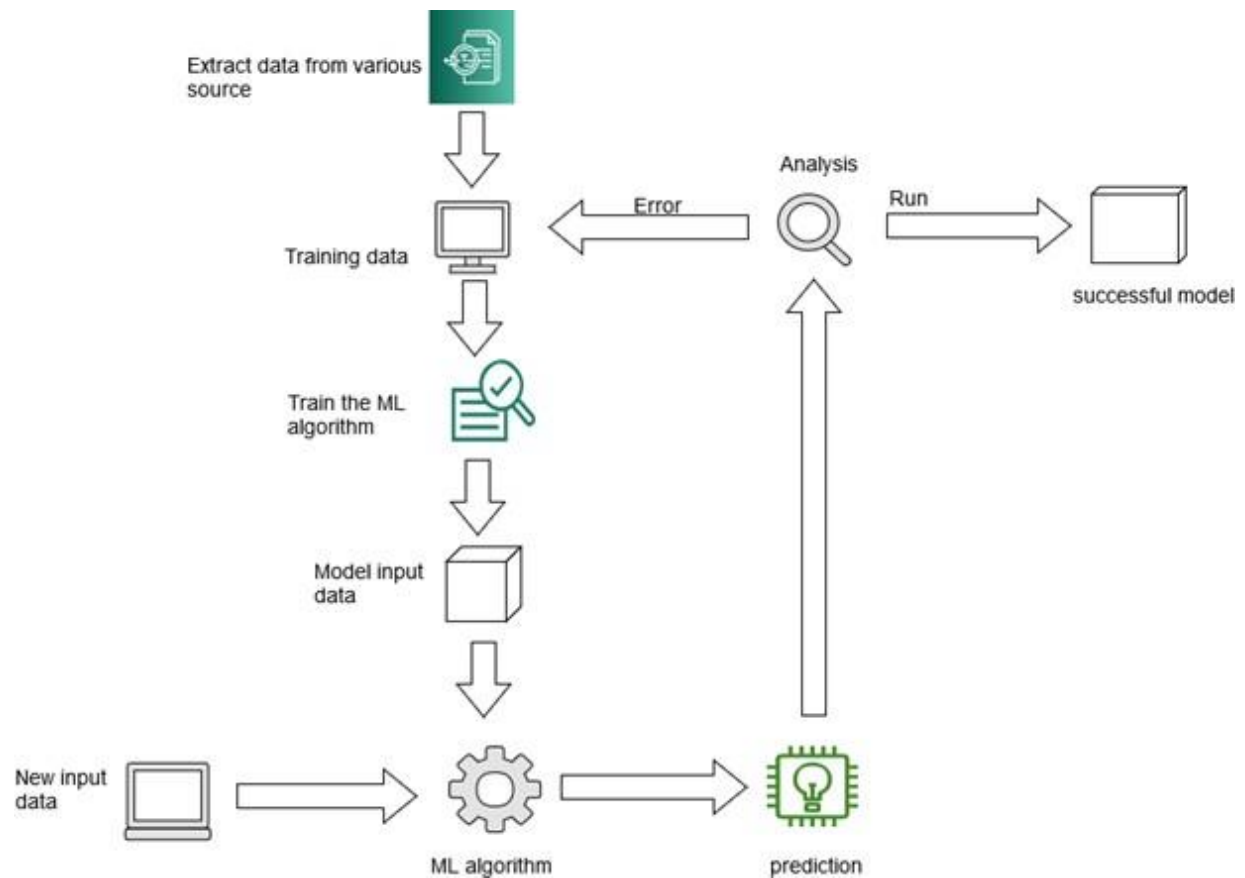 Extract data from various
source
Analysis
Error
Run
Training data
successful model
Train the ML
algorithm
Model input
data
New input
data
ML algorithm
prediction